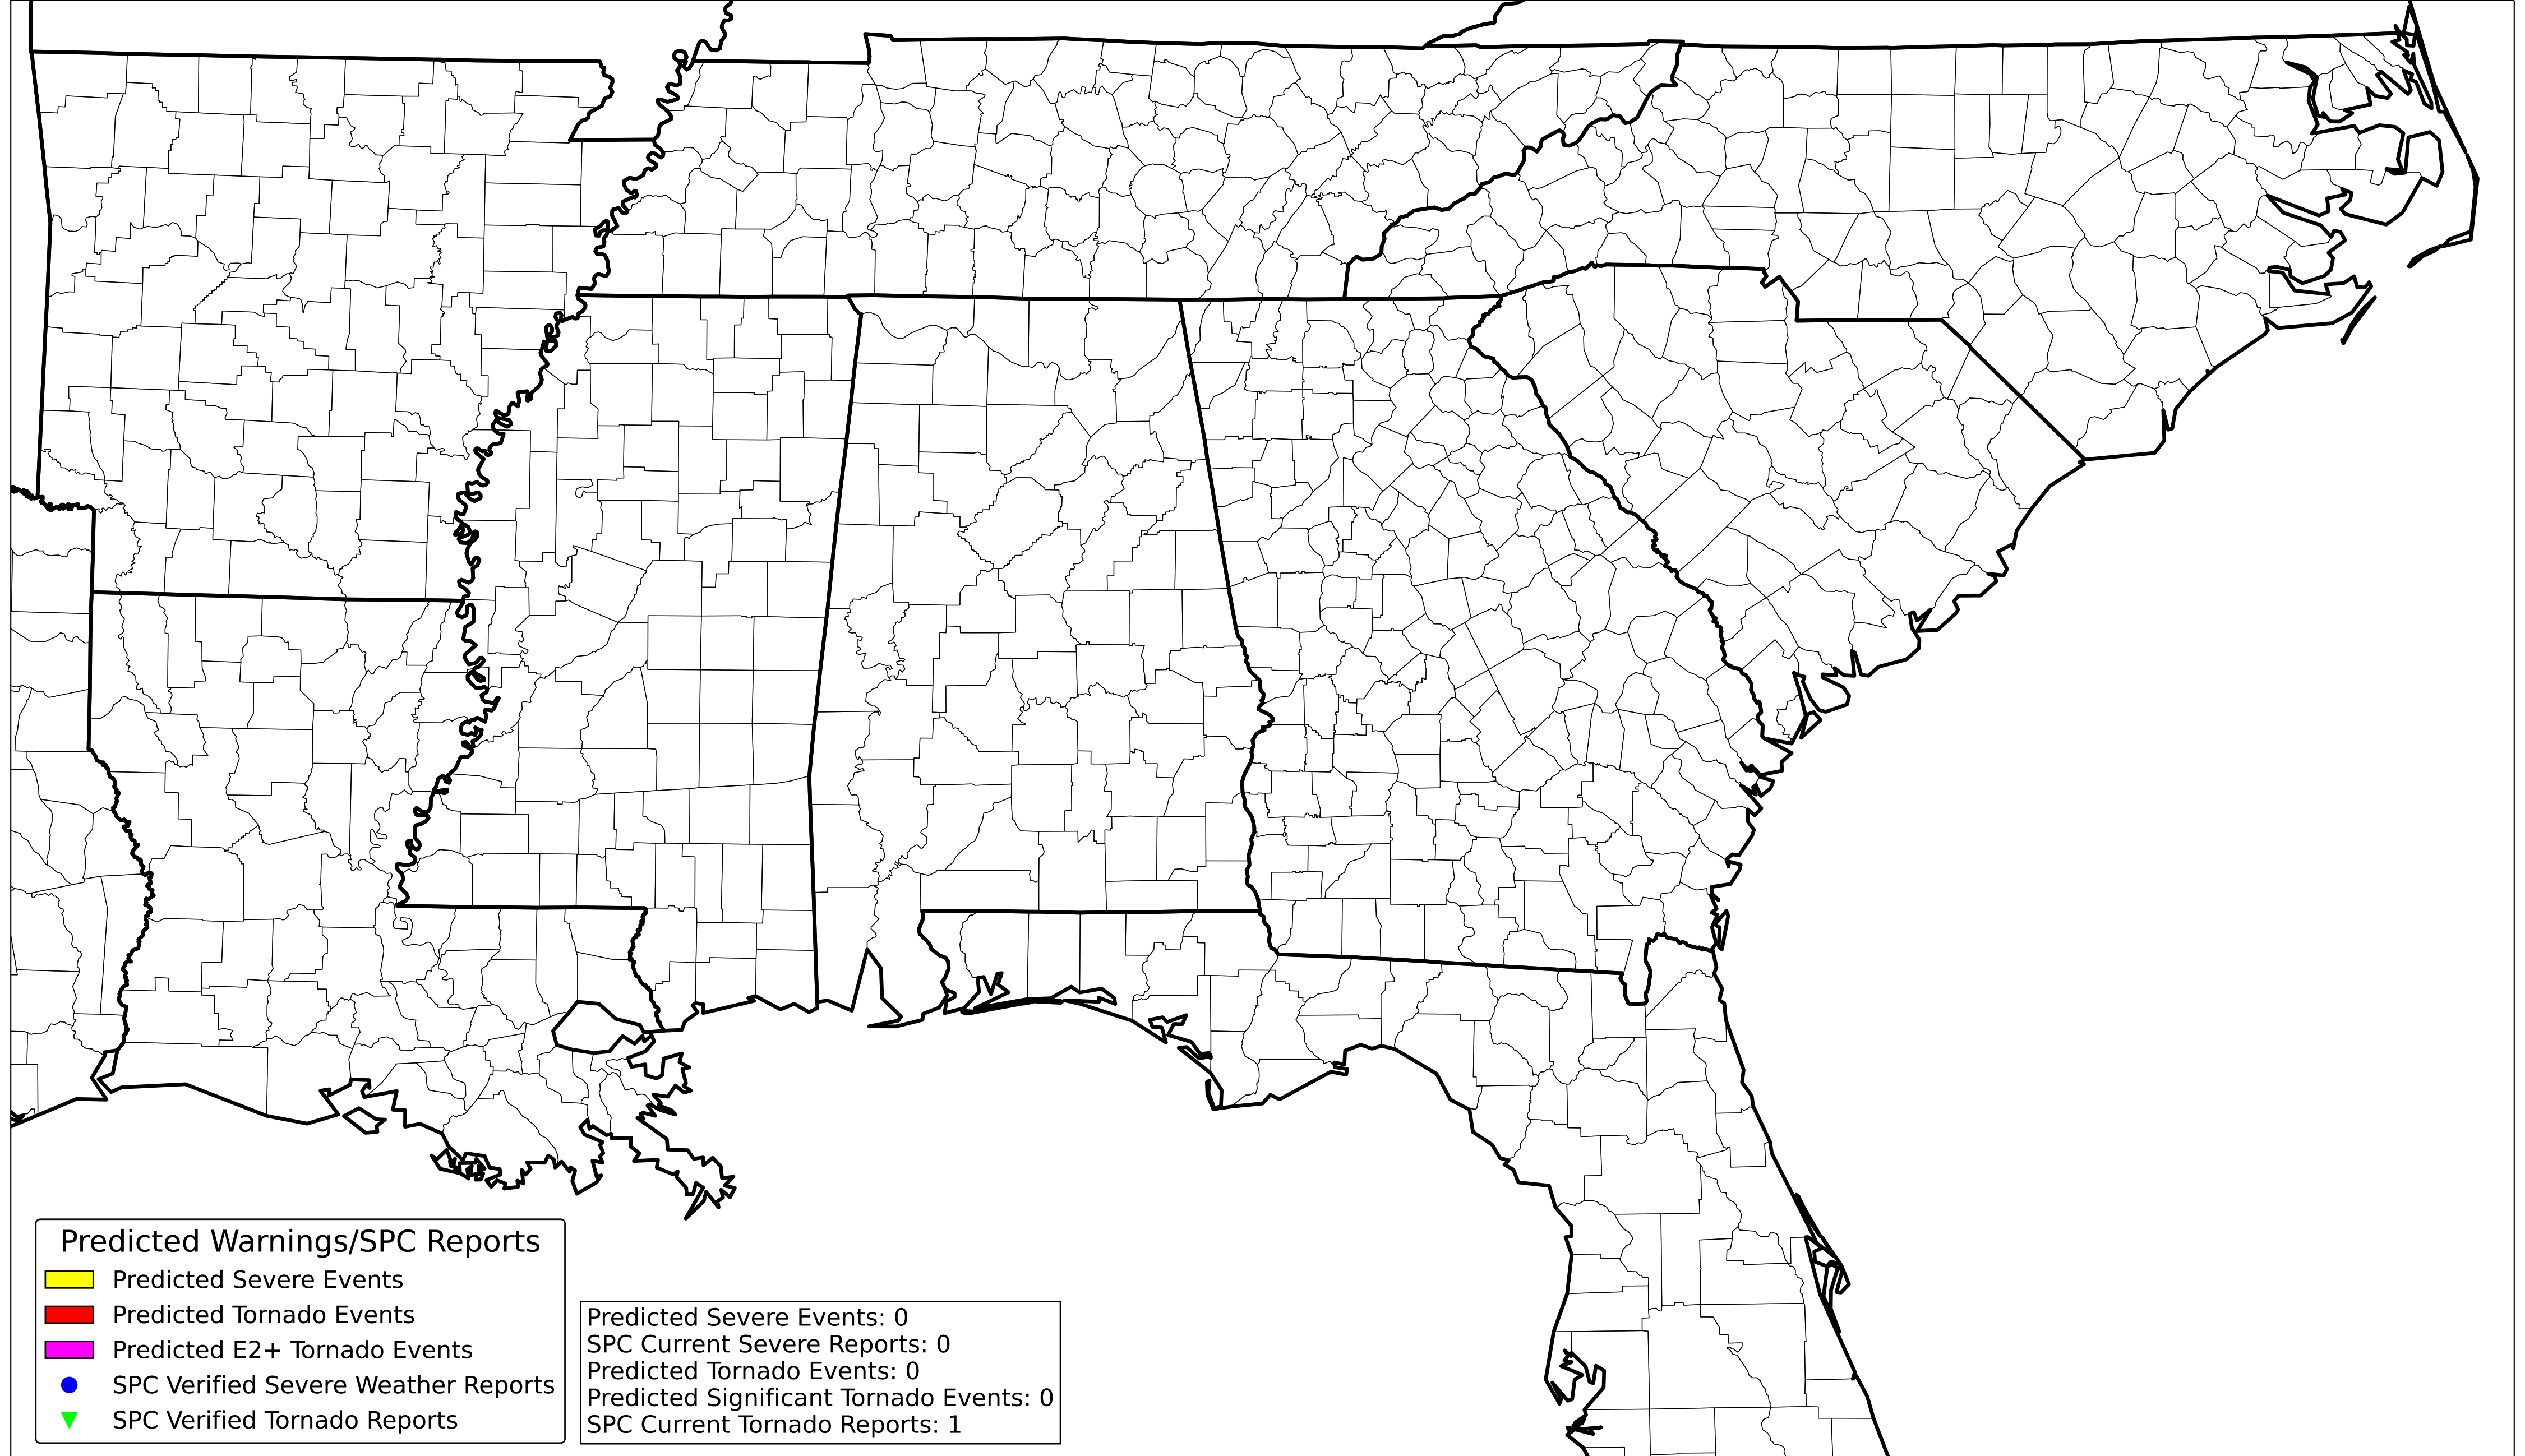 Predicted Warnings/SPC Reports
Predicted Severe Events
Predicted Tornado Events
Predicted E2+ Tornado Events
SPC Verified Severe Weather Reports
SPC Verified Tornado Reports
Predicted Severe Events: 0
SPC Current Severe Reports: 0
Predicted Tornado Events: 0
Predicted Significant Tornado Events: 0
SPC Current Tornado Reports: 1